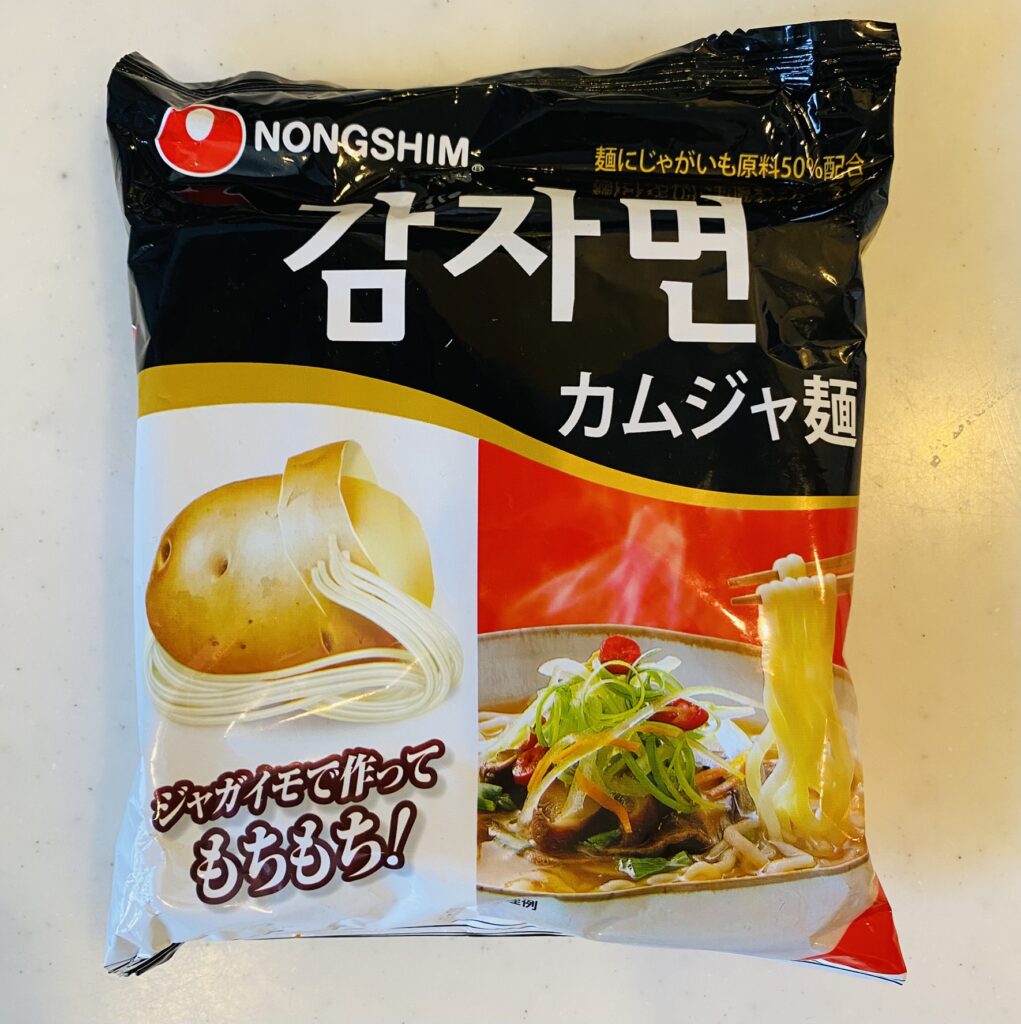 NONGSHIM
麺にじゃがいも原料50%配合
감자면
カムジャ麺
ジャガイモで作って
もちもち!
例